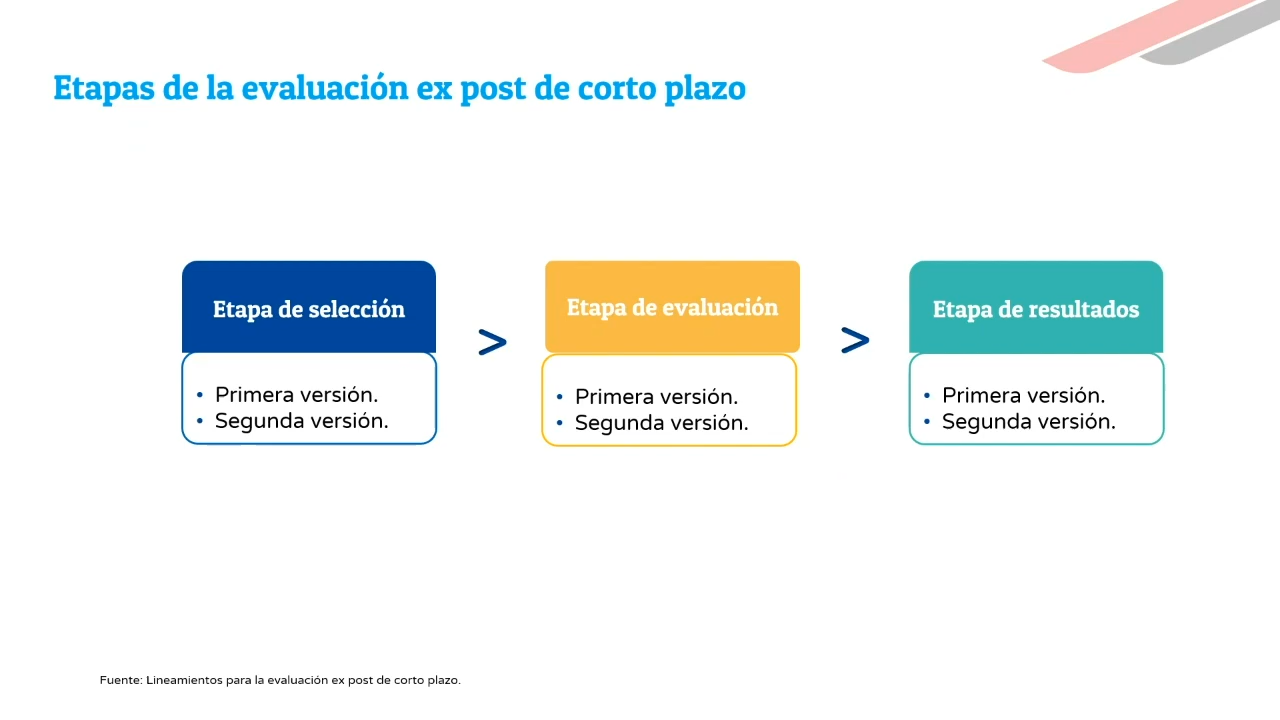 Etapas de la evaluación ex post de corto plazo
Etapa de selección
• Primera versión.
• Segunda versión.
>
Etapa de evaluación
• Primera versión.
• Segunda versión.
>
Etapa de resultados
• Primera versión.
• Segunda versión.
Fuente: Lineamientos para la evaluación ex post de corto plazo.